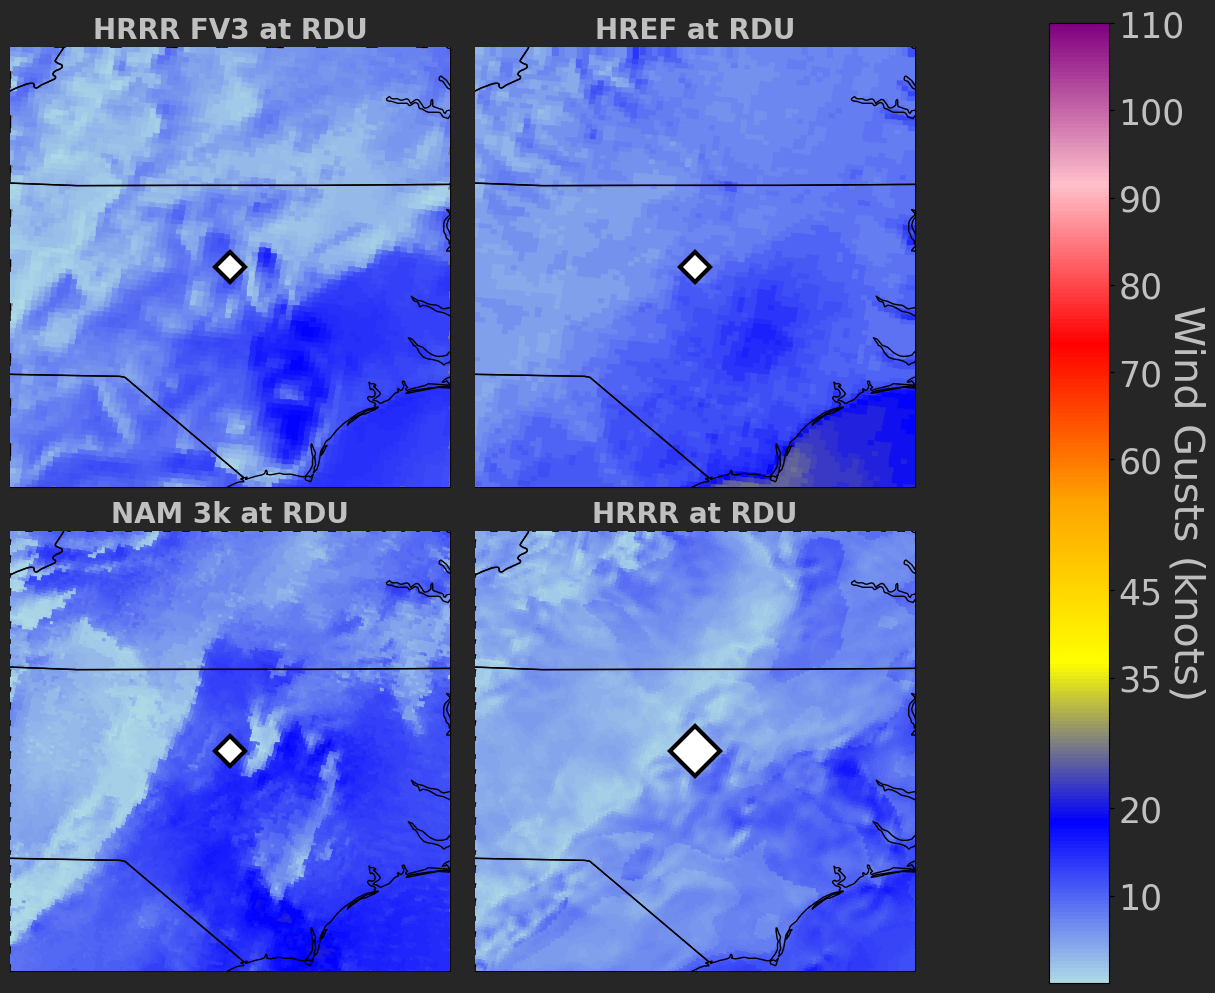 HRRR FV3 at RDU
HREF at RDU
NAM 3k at RDU
HRRR at RDU
110
100
90
80
70
60
45
35
20
10
Wind Gusts (knots)